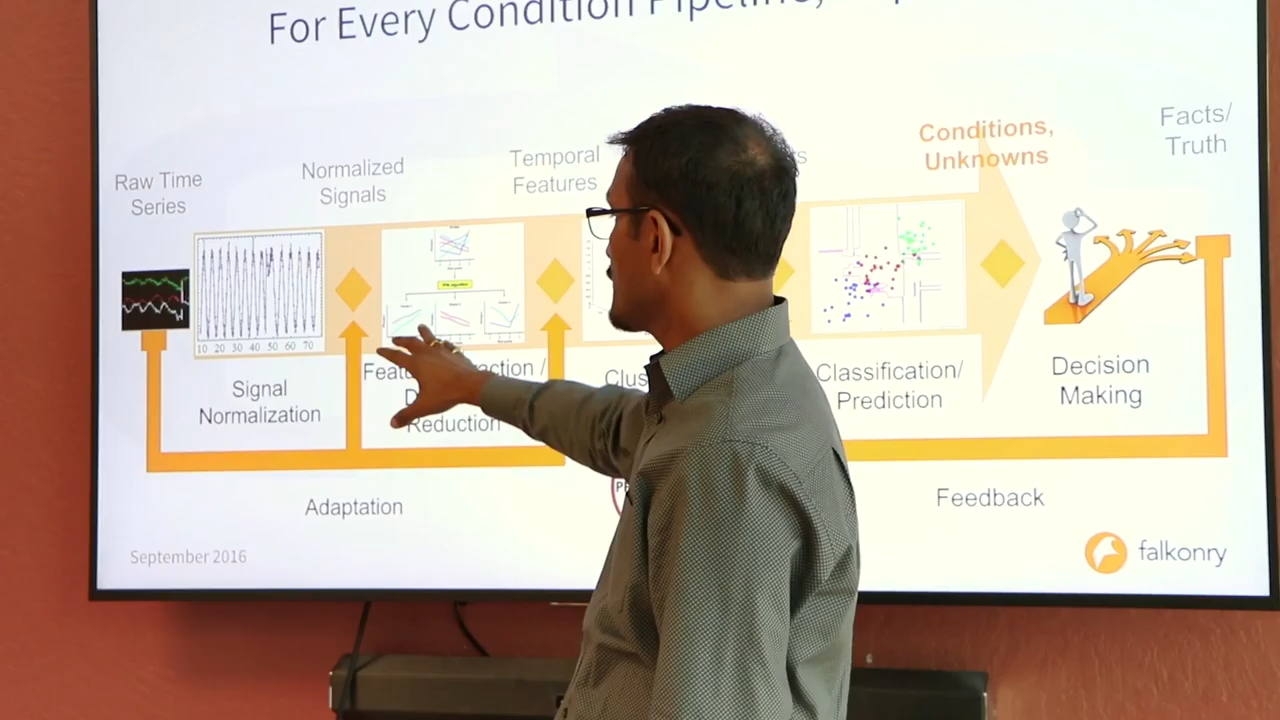 For Every Condition Pipeline,
Raw Time
Series
Normalized
Signals
Temporal
Features
Conditions,
Unknowns
Facts/
Truth
10 20 30 40 50 60 70
Signal
Normalization
Reduction
Classification/
Prediction
Decision
Making
Adaptation
Feedback
September 2016
falkonry